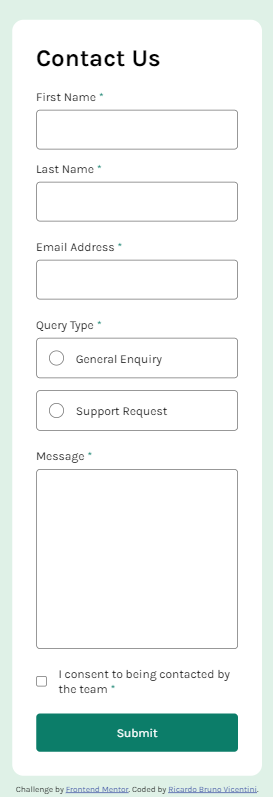 Contact Us
First Name *
Last Name *
Email Address *
Query Type *
General Enquiry
Support Request
Message *
I consent to being contacted by
the team *
Submit
Challenge by Frontend Mentor. Coded by Ricardo Bruno Vicentini.